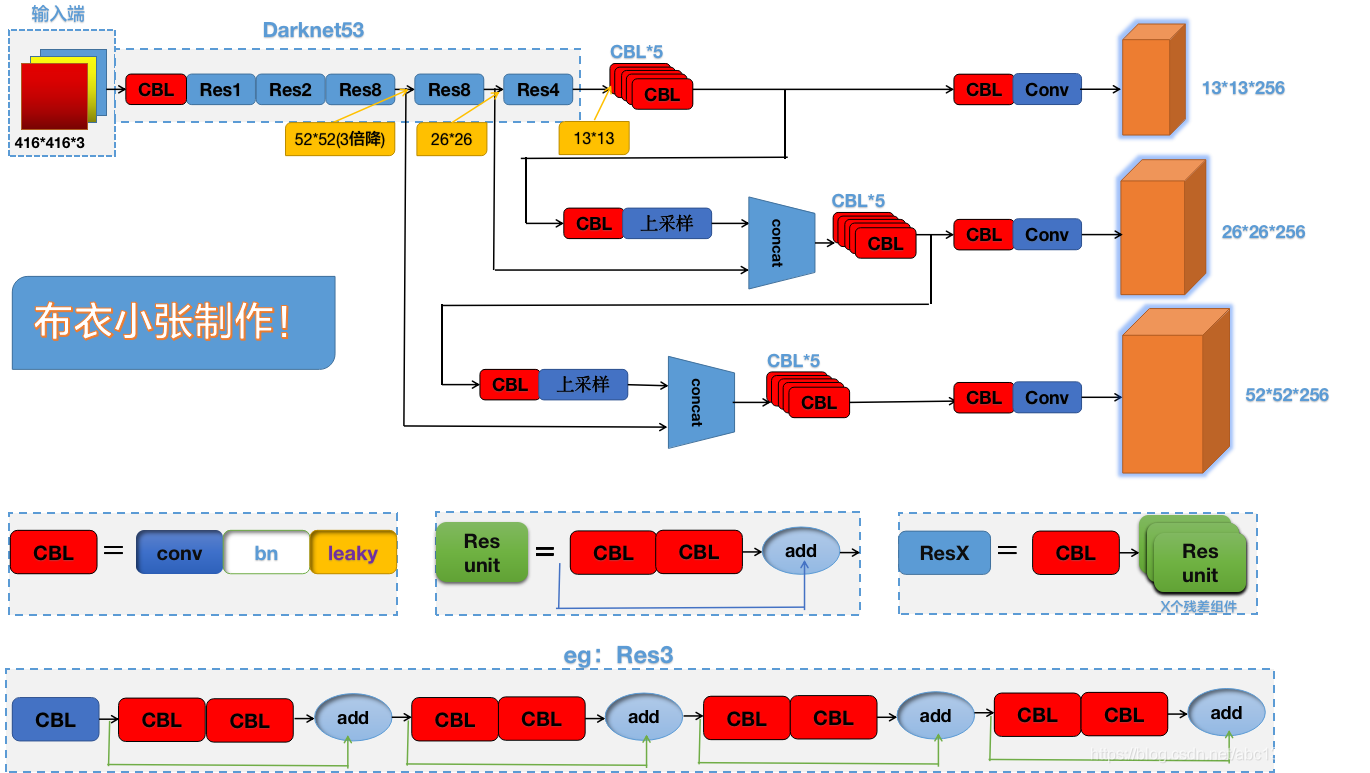 输入端
Darknet53
416*416*3
CBL
Res1
Res2
Res8
Res8
Res4
52*52(3倍降)
26*26
13*13
CBL*5
CBL
CBL
Conv
13*13*256
CBL
上采样
concat
CBL*5
CBL
CBL
Conv
26*26*256
布衣小张制作！
CBL
上采样
concat
CBL*5
CBL
CBL
Conv
52*52*256
CBL
=
conv
bn
leaky
Res
unit
=
CBL
CBL
add
ResX
=
CBL
Res
unit
X个残差组件
eg：Res3
CBL
CBL
CBL
add
CBL
CBL
add
CBL
CBL
add
CBL
CBL
add